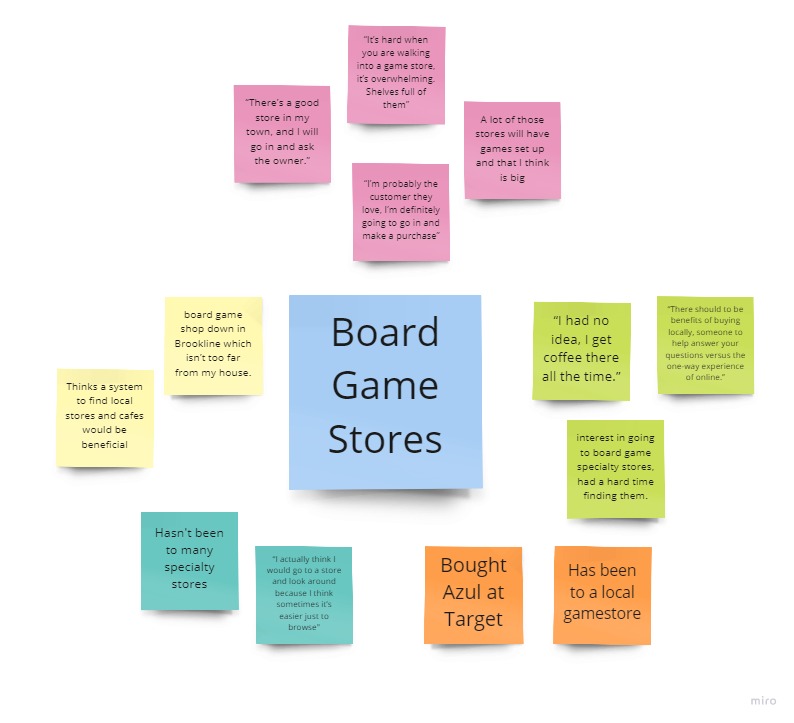 "It's hard when
you are walking
into a game store,
it's overwhelming.
Shelves full of
them"
"There's a good
store in my
town, and I will
go in and ask
the owner."
A lot of those
stores will have
games set up
and that I think
is big
"I'm probably the
customer they
love, I'm definitely
going to go in and
make a purchase"
board game
shop down in
Brookline which
isn't too far
from my house.
Thinks a system
to find local
stores and cafes
would be
beneficial
Board
Game
Stores
"I had no
idea, I get
coffee there
all the time."
"There should to be
benefits of buying
locally, someone to
help answer your
questions versus the
one-way experience
of online."
interest in going
to board game
specialty stores,
had a hard time
finding them.
Hasn't been
to many
specialty
stores
"I actually think I
would go to a store
and look around
because I think
sometimes it's
easier just to
browse"
Bought
Azul at
Target
Has been
to a local
gamestore
miro